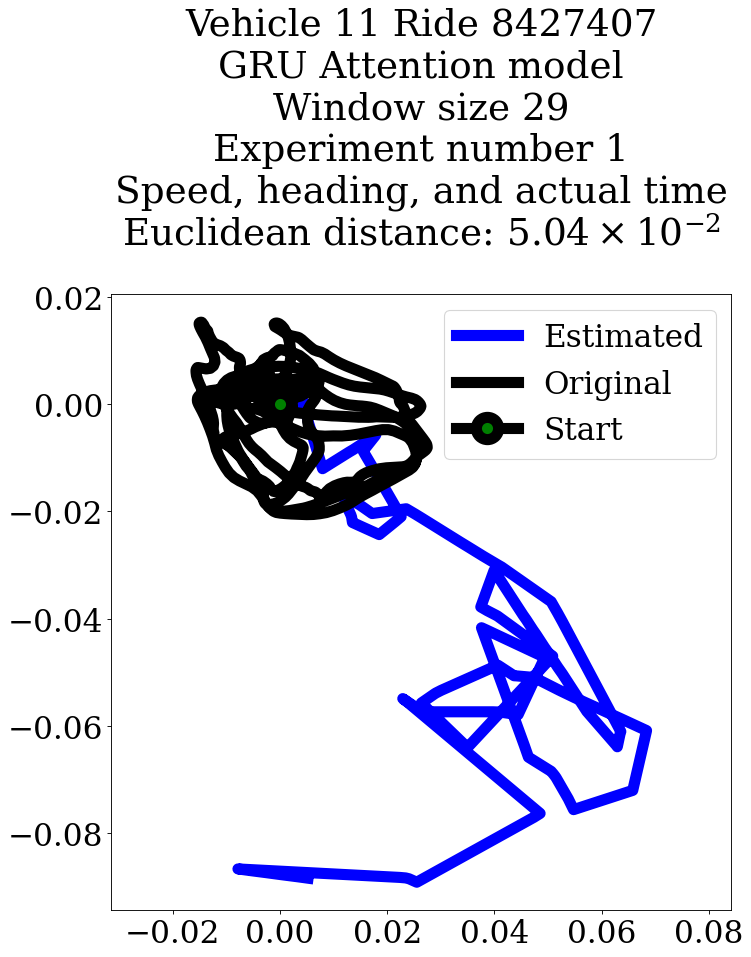 Vehicle 11 Ride 8427407
GRU Attention model
Window size 29
Experiment number 1
Speed, heading, and actual time
Euclidean distance: 5.04 × 10⁻²
0.02
0.00
−0.02
−0.04
−0.06
−0.08
Estimated
Original
Start
−0.02 0.00 0.02 0.04 0.06 0.08